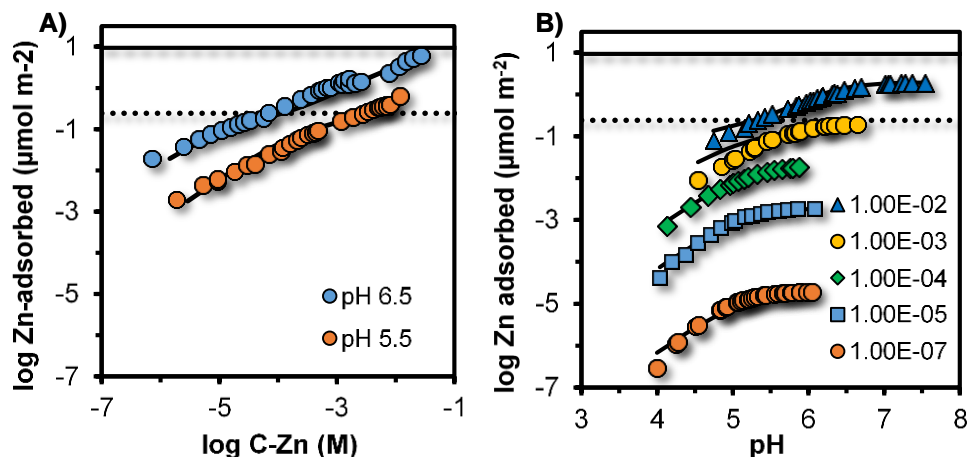 A)
log Zn-adsorbed (µmol m-2)
1
-1
-3
-5
-7
pH 6.5
pH 5.5
-7
-5
-3
-1
log C-Zn (M)
B)
log Zn adsorbed (µmol m⁻²)
1
-1
-3
-5
-7
1.00E-02
1.00E-03
1.00E-04
1.00E-05
1.00E-07
3
4
5
6
7
8
pH